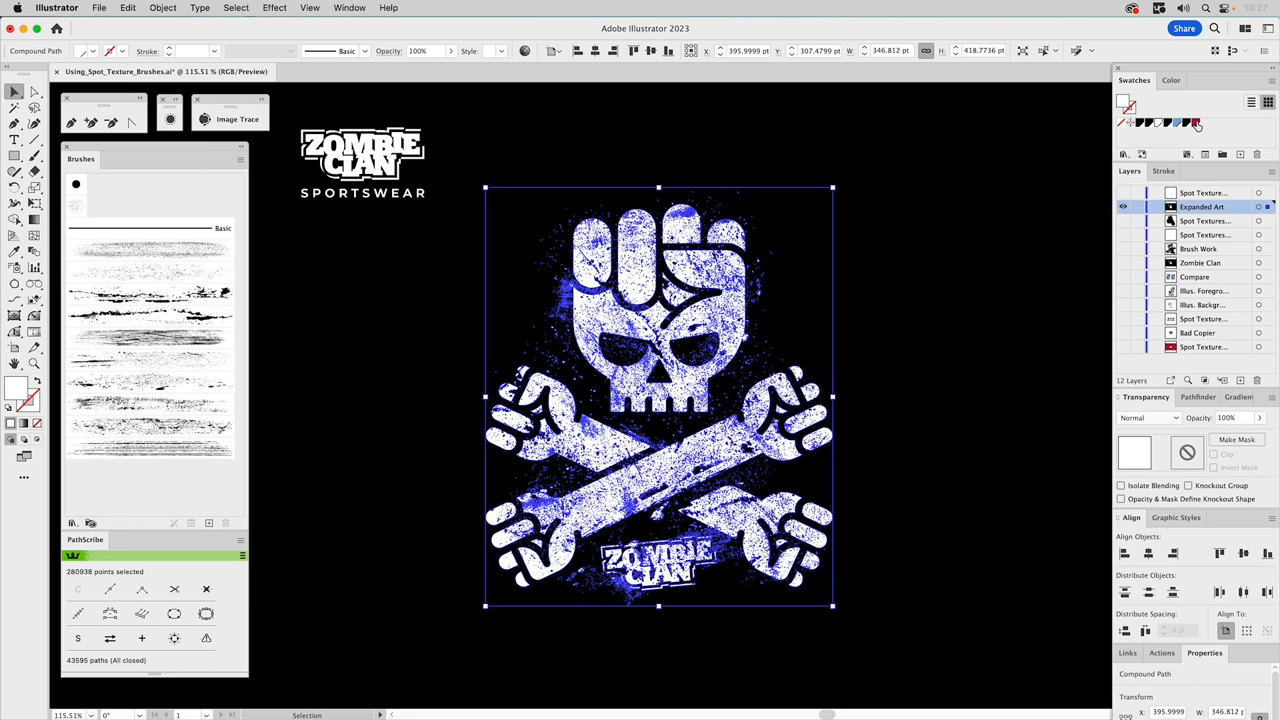 Illustrator File Edit Object Type Select Effect View Window Help 10:27
Adobe Illustrator 2023 Share
Compound Path Stroke: Basic Opacity: 100% Style: X: 395.9999 pt Y: 307.4799 pt W: 346.812 pt H: 418.7736 pt
× Using_Spot_Texture_Brushes.ai* @ 115.51 % (RGB/Preview)
Image Trace
Brushes
Basic
PathScribe
280938 points selected
S
43595 paths (All closed)
ZOMBIE
CLAN
SPORTSWEAR
ZOMBIE
CLAN
Swatches Color
Layers Stroke
Spot Texture...
Expanded Art
Spot Textures...
Spot Textures...
Brush Work
Zombie Clan
Compare
Illus. Foregro...
Illus. Backgr...
Spot Texture...
Bad Copier
Spot Texture...
12 Layers
Transparency Pathfinder Gradient
Normal Opacity: 100%
Make Mask
Clip
Invert Mask
Isolate Blending Knockout Group
Opacity & Mask Define Knockout Shape
Align Graphic Styles
Align Objects:
Distribute Objects:
Distribute Spacing: Align To:
0 pt
Links Actions Properties
Compound Path
Transform
X: 395.9999 W: 346.812 p
115.51% 0° 1 Selection